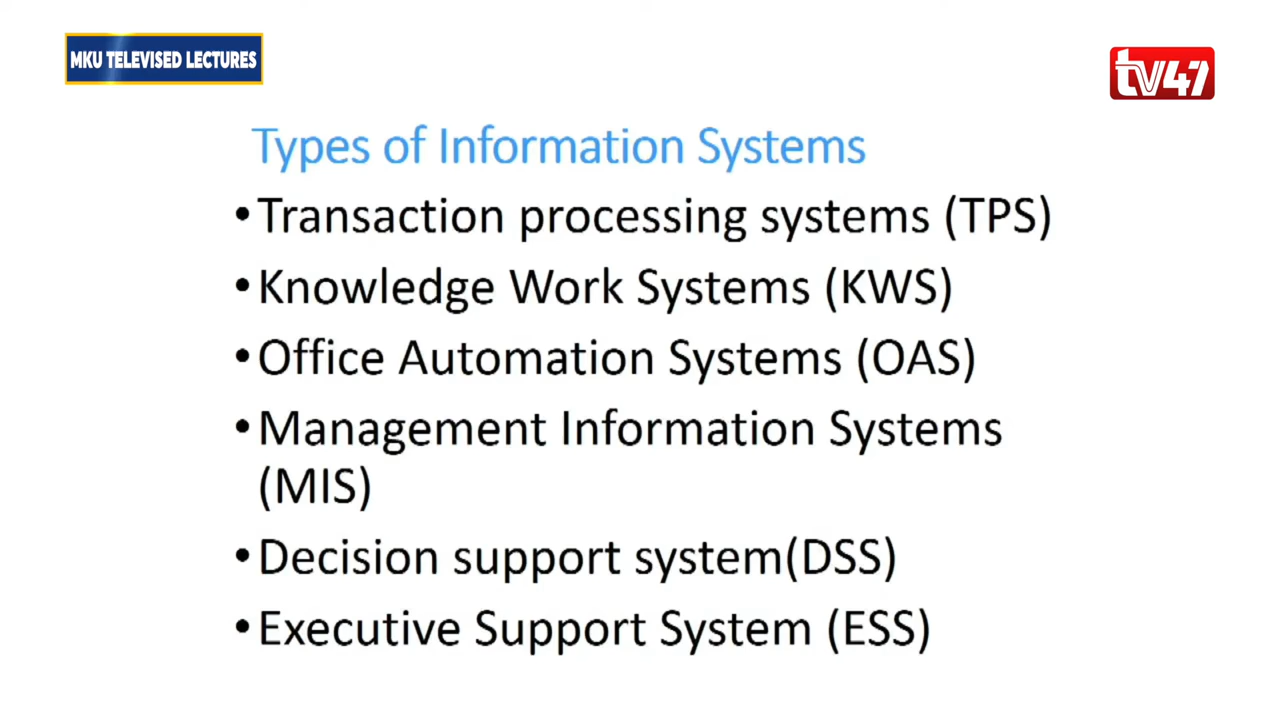 MKU TELEVISED LECTURES
tv47
Types of Information Systems
•Transaction processing systems (TPS)
•Knowledge Work Systems (KWS)
•Office Automation Systems (OAS)
•Management Information Systems
(MIS)
•Decision support system(DSS)
•Executive Support System (ESS)